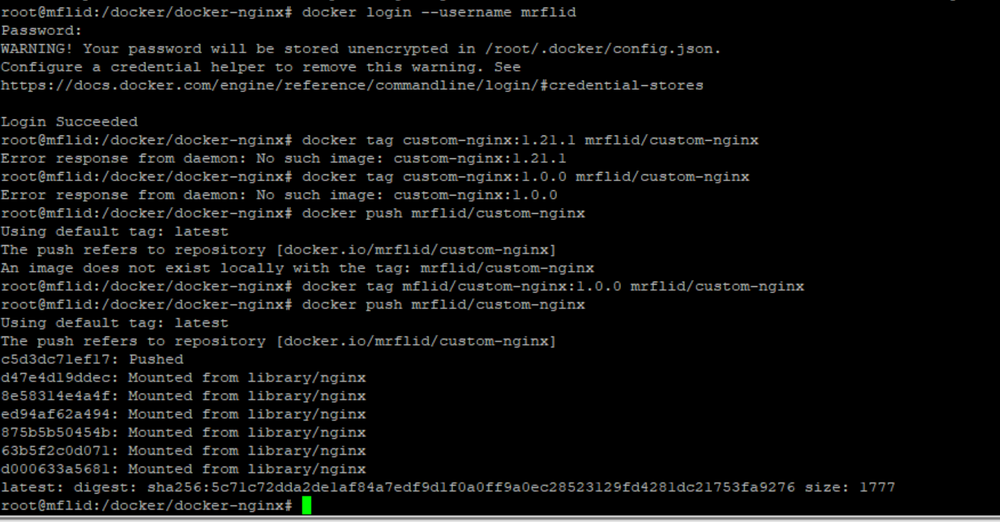 root@mflid:/docker/docker-nginx# docker login --username mrflid
Password:
WARNING! Your password will be stored unencrypted in /root/.docker/config.json.
Configure a credential helper to remove this warning. See
https://docs.docker.com/engine/reference/commandline/login/#credential-stores
Login Succeeded
root@mflid:/docker/docker-nginx# docker tag custom-nginx:1.21.1 mrflid/custom-nginx
Error response from daemon: No such image: custom-nginx:1.21.1
root@mflid:/docker/docker-nginx# docker tag custom-nginx:1.0.0 mrflid/custom-nginx
Error response from daemon: No such image: custom-nginx:1.0.0
root@mflid:/docker/docker-nginx# docker push mrflid/custom-nginx
Using default tag: latest
The push refers to repository [docker.io/mrflid/custom-nginx]
An image does not exist locally with the tag: mrflid/custom-nginx
root@mflid:/docker/docker-nginx# docker tag mflid/custom-nginx:1.0.0 mrflid/custom-nginx
root@mflid:/docker/docker-nginx# docker push mrflid/custom-nginx
Using default tag: latest
The push refers to repository [docker.io/mrflid/custom-nginx]
c5d3dc71ef17: Pushed
d47e4d19ddec: Mounted from library/nginx
8e58314e4a4f: Mounted from library/nginx
ed94af62a494: Mounted from library/nginx
875b5b50454b: Mounted from library/nginx
63b5f2c0d071: Mounted from library/nginx
d000633a5681: Mounted from library/nginx
latest: digest: sha256:5c71c72dda2de1af84a7edf9d1f0a0ff9a0ec28523129fd4281dc21753fa9276 size: 1777
root@mflid:/docker/docker-nginx#